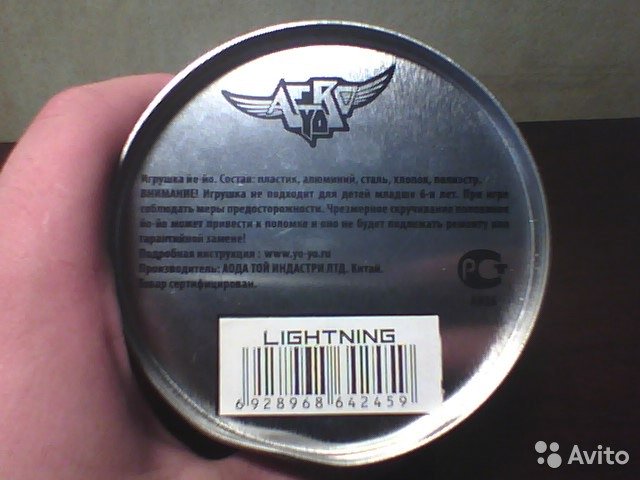 AERO
YO
Игрушка йо-йо. Состав: пластик, алюминий, сталь, хлопок, полиэстр.
ВНИМАНИЕ! Игрушка не подходит для детей младше 6-и лет. При игре
соблюдать меры предосторожности. Чрезмерное скручивание половинок
йо-йо может привести к поломке и оно не будет подлежать ремонту или
гарантийной замене!
Подробная инструкция : www.yo-yo.ru
Производитель: АОДА ТОЙ ИНДАСТРИ ЛТД. Китай.
Товар сертифицирован.
РСТ
LIGHTNING
6 928968 642459
Avito